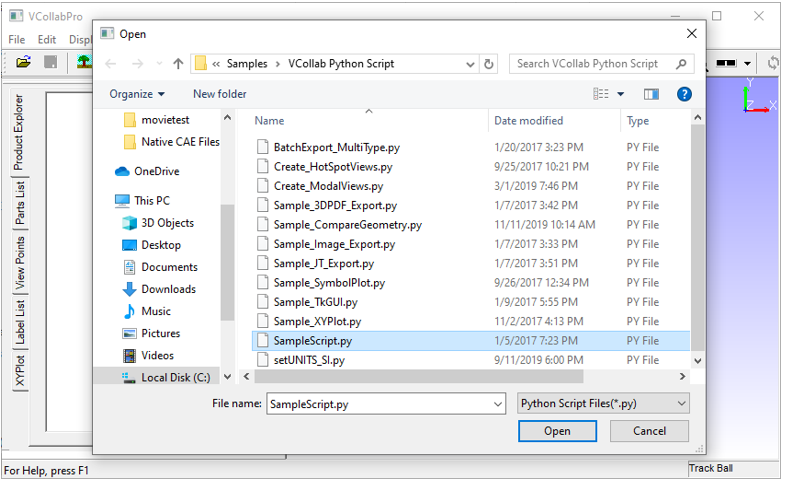 VCollabPro
File Edit Displ
Open
« Samples › VCollab Python Script
Search VCollab Python Script
Organize
New folder
Product Explorer
Parts List
View Points
Label List
XYPlot
movietest
Native CAE Files
OneDrive
This PC
3D Objects
Desktop
Documents
Downloads
Music
Pictures
Videos
Local Disk (C:)
Name Date modified Type
BatchExport_MultiType.py 1/20/2017 3:23 PM PY File
Create_HotSpotViews.py 9/25/2017 10:21 PM PY File
Create_ModalViews.py 3/1/2019 7:46 PM PY File
Sample_3DPDF_Export.py 1/7/2017 3:42 PM PY File
Sample_CompareGeometry.py 11/11/2019 10:14 AM PY File
Sample_Image_Export.py 1/7/2017 3:33 PM PY File
Sample_JT_Export.py 1/7/2017 3:51 PM PY File
Sample_SymbolPlot.py 9/26/2017 12:34 PM PY File
Sample_TkGUI.py 1/9/2017 5:55 PM PY File
Sample_XYPlot.py 11/2/2017 4:13 PM PY File
SampleScript.py 1/5/2017 7:23 PM PY File
setUNITS_SI.py 9/11/2019 6:00 PM PY File
File name: SampleScript.py
Python Script Files(*.py)
Open
Cancel
Y
Z X
For Help, press F1
Track Ball